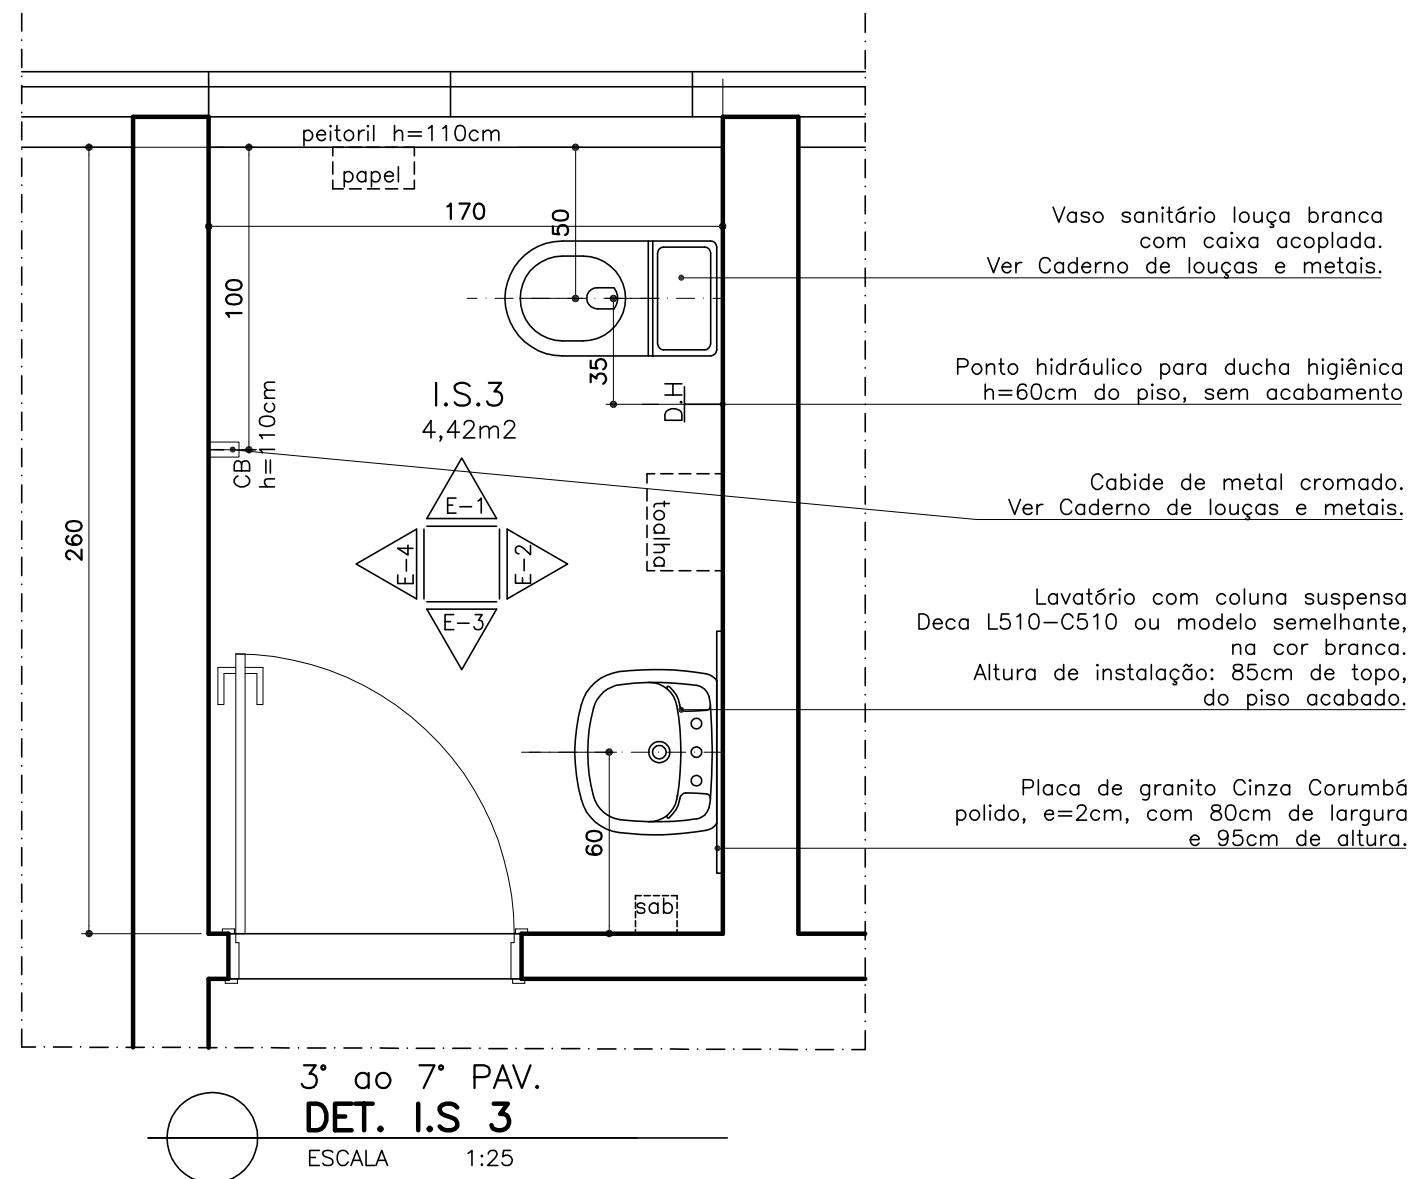 peitoril h=110cm
papel
170
50
100
35
I.S.3
4,42m2
D.H
CB
h=110cm
toalha
E-1
E-4
E-2
E-3
260
60
sab
Vaso sanitário louça branca
com caixa acoplada.
Ver Caderno de louças e metais.
Ponto hidráulico para ducha higiênica
h=60cm do piso, sem acabamento
Cabide de metal cromado.
Ver Caderno de louças e metais.
Lavatório com coluna suspensa
Deca L510-C510 ou modelo semelhante,
na cor branca.
Altura de instalação: 85cm de topo,
do piso acabado.
Placa de granito Cinza Corumbá
polido, e=2cm, com 80cm de largura
e 95cm de altura.
3° ao 7° PAV.
DET. I.S 3
ESCALA 1:25